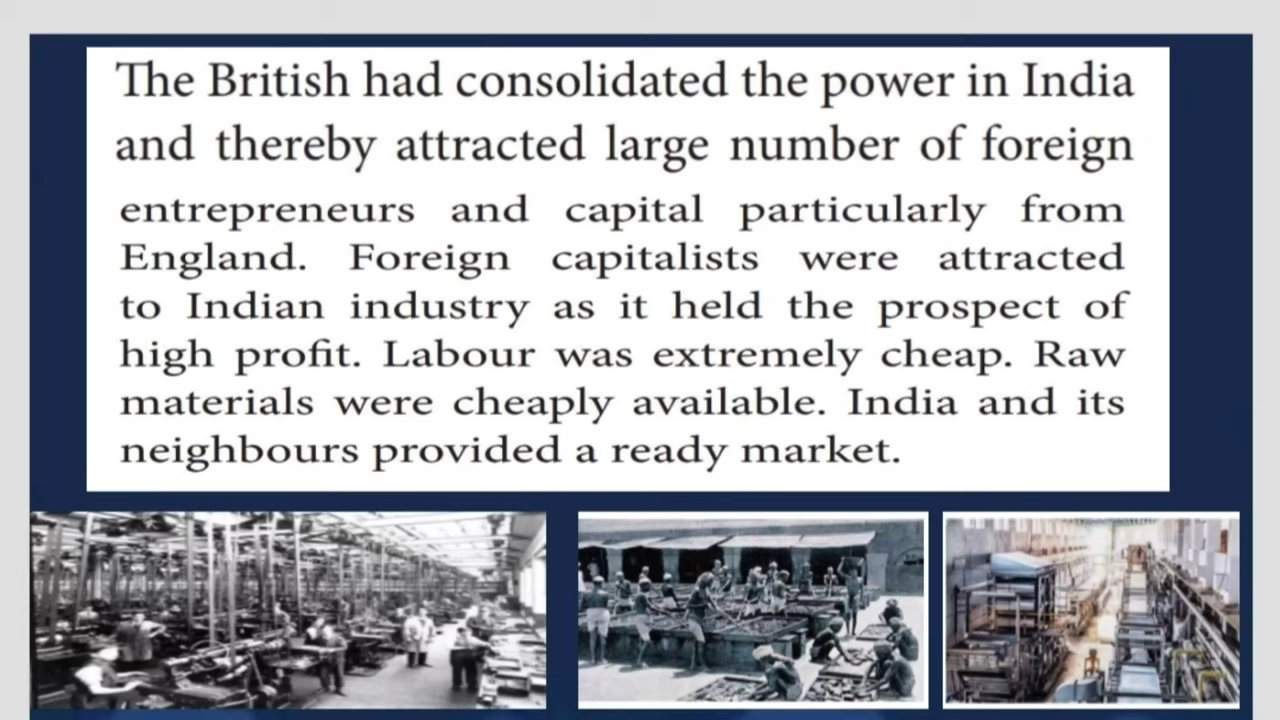 The British had consolidated the power in India
and thereby attracted large number of foreign
entrepreneurs and capital particularly from
England. Foreign capitalists were attracted
to Indian industry as it held the prospect of
high profit. Labour was extremely cheap. Raw
materials were cheaply available. India and its
neighbours provided a ready market.